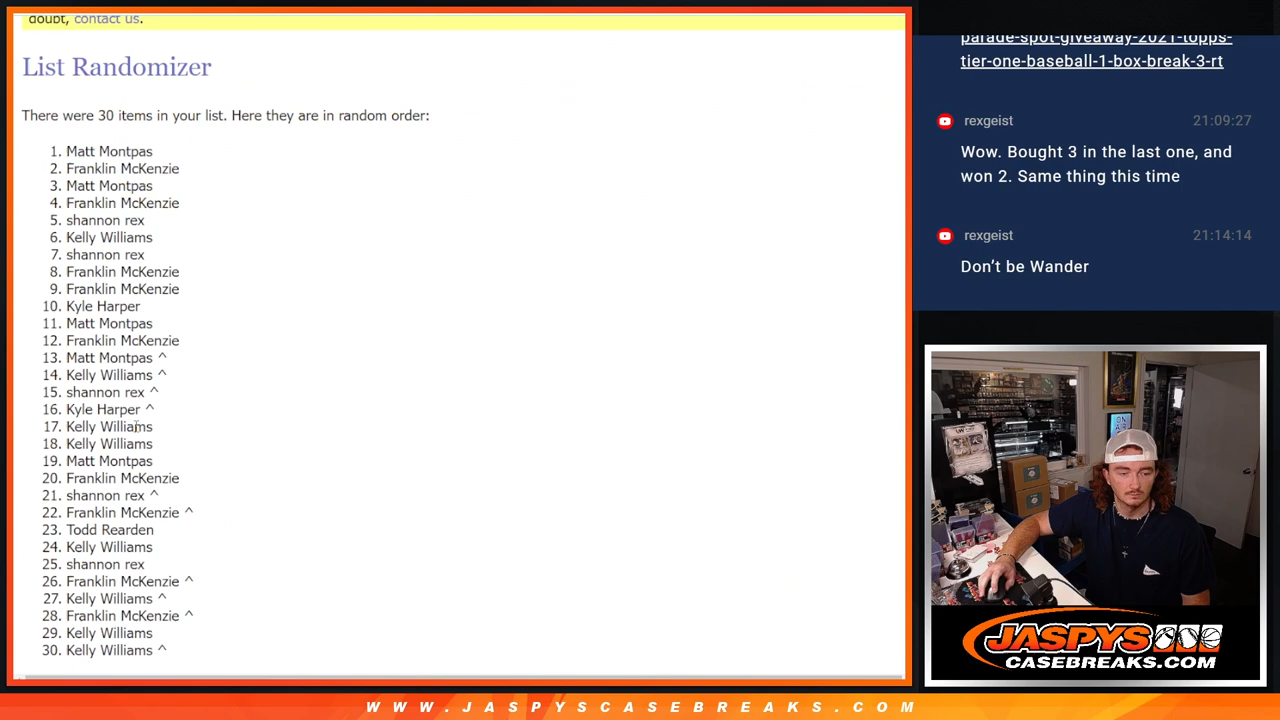 doubt, contact us.
List Randomizer
There were 30 items in your list. Here they are in random order:
1. Matt Montpas
2. Franklin McKenzie
3. Matt Montpas
4. Franklin McKenzie
5. shannon rex
6. Kelly Williams
7. shannon rex
8. Franklin McKenzie
9. Franklin McKenzie
10. Kyle Harper
11. Matt Montpas
12. Franklin McKenzie
13. Matt Montpas ^
14. Kelly Williams ^
15. shannon rex ^
16. Kyle Harper ^
17. Kelly Williams
18. Kelly Williams
19. Matt Montpas
20. Franklin McKenzie
21. shannon rex ^
22. Franklin McKenzie ^
23. Todd Rearden
24. Kelly Williams
25. shannon rex
26. Franklin McKenzie ^
27. Kelly Williams ^
28. Franklin McKenzie ^
29. Kelly Williams
30. Kelly Williams ^
parade-spot-giveaway-2021-topps-
tier-one-baseball-1-box-break-3-rt
rexgeist 21:09:27
Wow. Bought 3 in the last one, and
won 2. Same thing this time
rexgeist 21:14:14
Don't be Wander
ON
AIR
JASPYS
CASEBREAKS.COM
WWW.JASPYSCASEBREAKS.COM